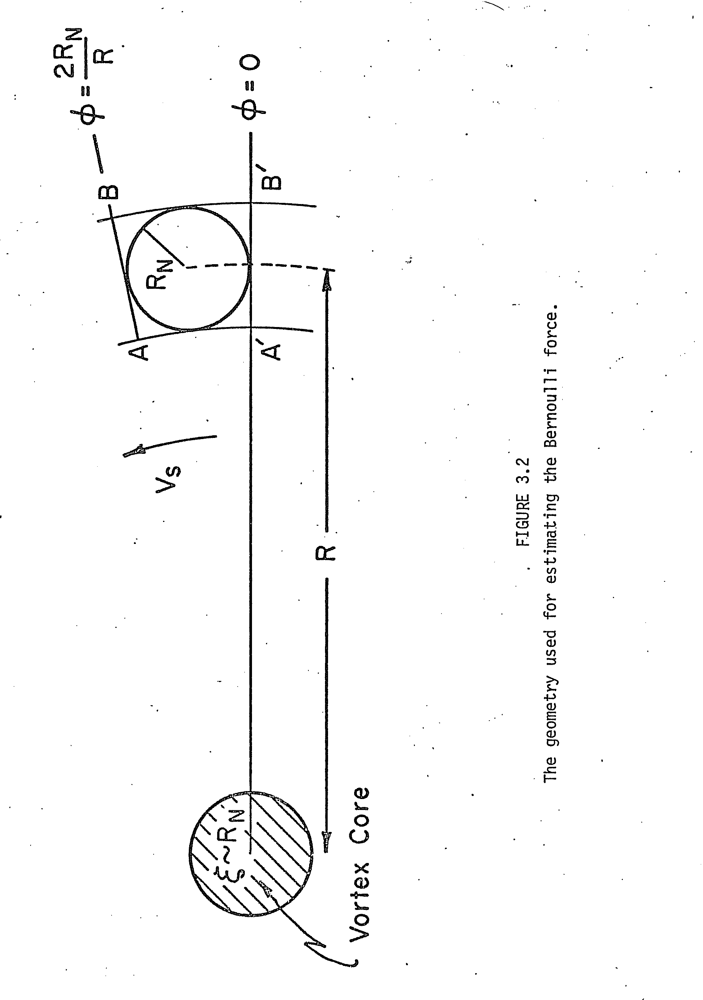 ϕ = 2R_N / R
ϕ = 0
B
B′
R_N
A
A′
V_S
R
ξ ~ R_N
Vortex Core
FIGURE 3.2
The geometry used for estimating the Bernoulli force.